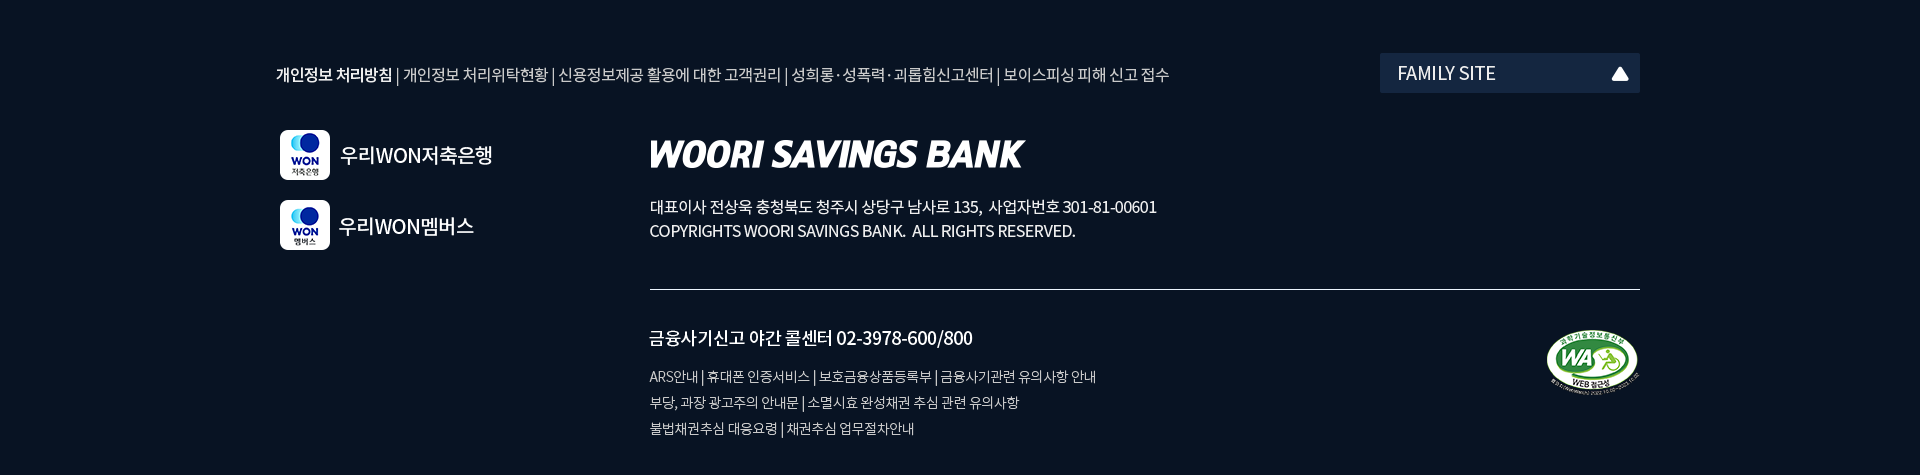 개인정보 처리방침 | 개인정보 처리위탁현황 | 신용정보제공 활용에 대한 고객권리 | 성희롱·성폭력·괴롭힘신고센터 | 보이스피싱 피해 신고 접수
FAMILY SITE
WON
저축은행
우리WON저축은행
WON
멤버스
우리WON멤버스
WOORI SAVINGS BANK
대표이사 전상욱 충청북도 청주시 상당구 남사로 135, 사업자번호 301-81-00601
COPYRIGHTS WOORI SAVINGS BANK. ALL RIGHTS RESERVED.
금융사기신고 야간 콜센터 02-3978-600/800
ARS안내 | 휴대폰 인증서비스 | 보호금융상품등록부 | 금융사기관련 유의사항 안내
부당, 과장 광고주의 안내문 | 소멸시효 완성채권 추심 관련 유의사항
불법채권추심 대응요령 | 채권추심 업무절차안내
과학기술정보통신부
WA
WEB 접근성